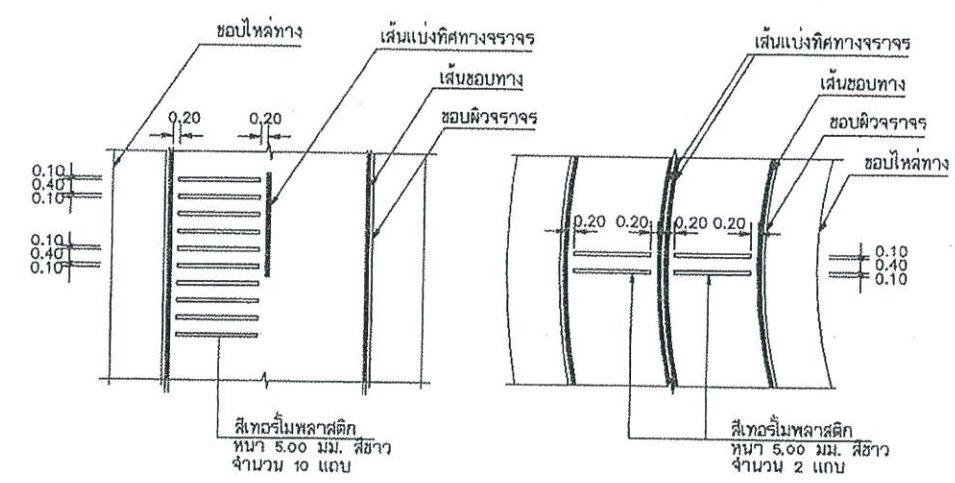 ขอบไหล่ทาง
เส้นแบ่งทิศทางจราจร
เส้นขอบทาง
ขอบผิวจราจร
0.20
0.20
0.10
0.40
0.10
0.10
0.40
0.10
สีเทอร์โมพลาสติก
หนา 5.00 มม. สีขาว
จำนวน 10 แถบ
เส้นแบ่งทิศทางจราจร
เส้นขอบทาง
ขอบผิวจราจร
ขอบไหล่ทาง
0.20 0.20 0.20 0.20
0.10
0.40
0.10
สีเทอร์โมพลาสติก
หนา 5.00 มม. สีขาว
จำนวน 2 แถบ